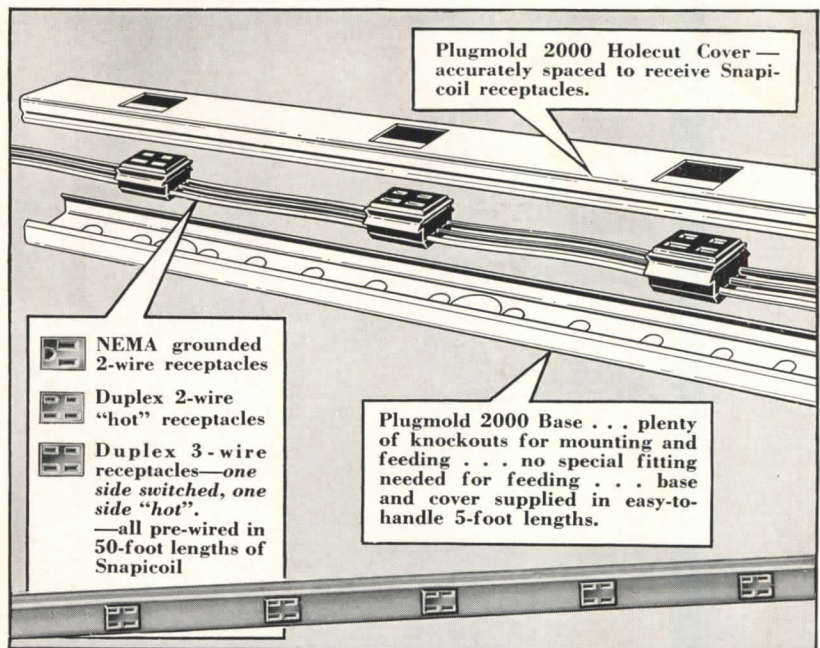 Plugmold 2000 Holecut Cover —
accurately spaced to receive Snapi-
coil receptacles.
NEMA grounded
2-wire receptacles
Duplex 2-wire
“hot” receptacles
Duplex 3-wire
receptacles—one
side switched, one
side “hot”.
—all pre-wired in
50-foot lengths of
Snapicoil
Plugmold 2000 Base . . . plenty
of knockouts for mounting and
feeding . . . no special fitting
needed for feeding . . . base
and cover supplied in easy-to-
handle 5-foot lengths.